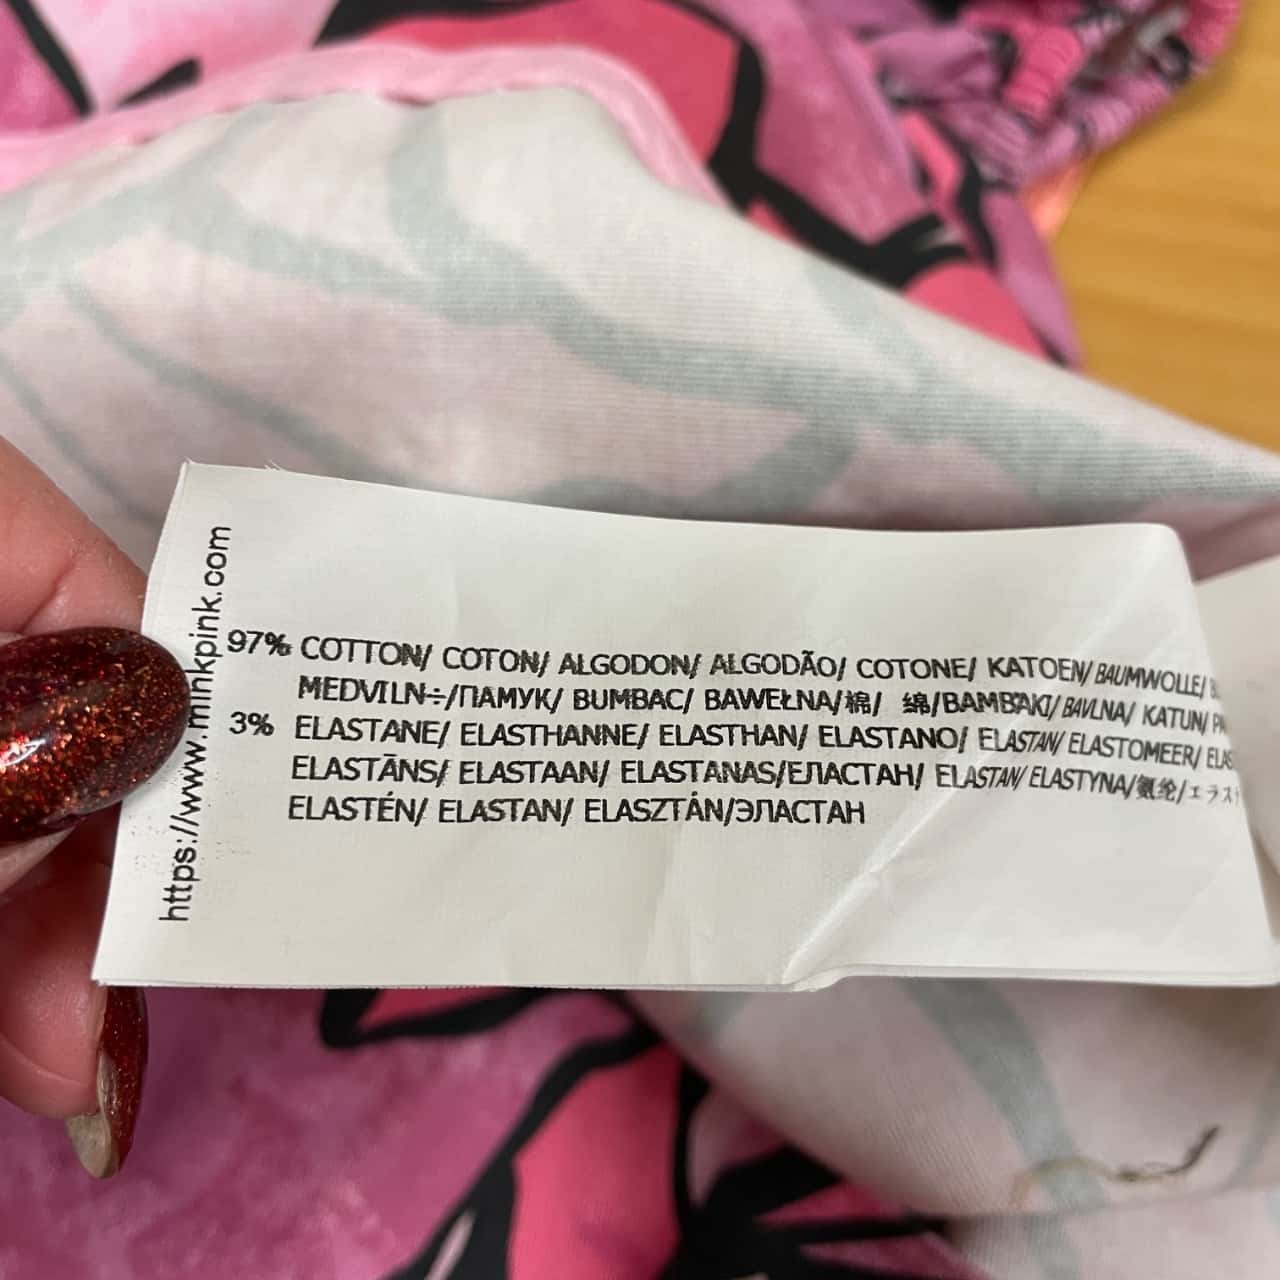 https://www.minkpink.com
97% COTTON/ COTON/ ALGODON/ ALGODÃO/ COTONE/ KATOEN/ BAUMWOLLE/
MEDVILN÷/ПАМУК/ BUMBAC/ BAWEŁNA/棉/ 绵/BAMBAKI/ BAVLNA/ KATUN/
3% ELASTANE/ ELASTHANNE/ ELASTHAN/ ELASTANO/ ELASTAN/ ELASTOMEER/
ELASTĀNS/ ELASTAAN/ ELASTANAS/ЕЛАСТАН/ ELASTAN/ ELASTYNA/氨纶/
ELASTÉN/ ELASTAN/ ELASZTÁN/ЭЛАСТАН